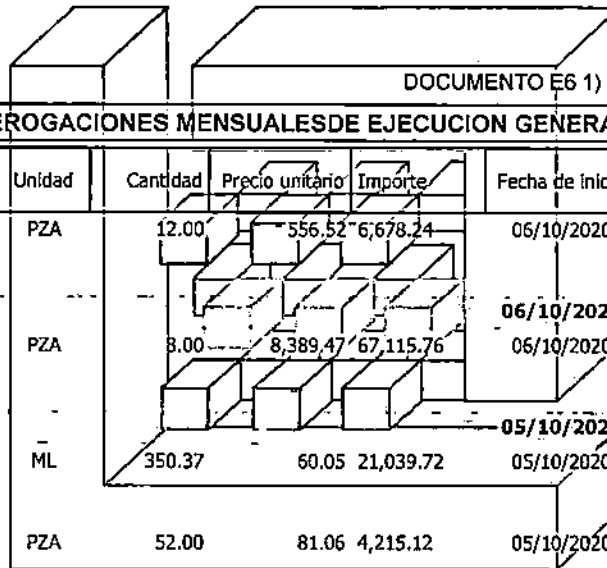 DOCUMENTO E6 1)
EROGACIONES MENSUALESDE EJECUCION GENERA
Unidad Cantidad Precio unitario Importe Fecha de inic
PZA 12.00 556.52 6,678.24 06/10/2020
06/10/202
PZA 8.00 8,389.47 67,115.76 06/10/2020
05/10/202
ML 350.37 60.05 21,039.72 05/10/2020
PZA 52.00 81.06 4,215.12 05/10/2020